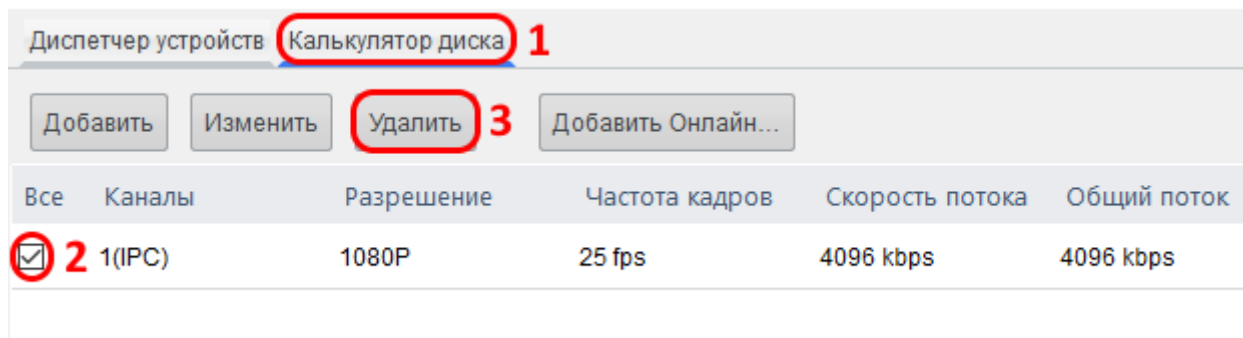 Диспетчер устройств Калькулятор диска 1
Добавить Изменить Удалить 3 Добавить Онлайн...
Все Каналы Разрешение Частота кадров Скорость потока Общий поток
2 1(IPC) 1080P 25 fps 4096 kbps 4096 kbps